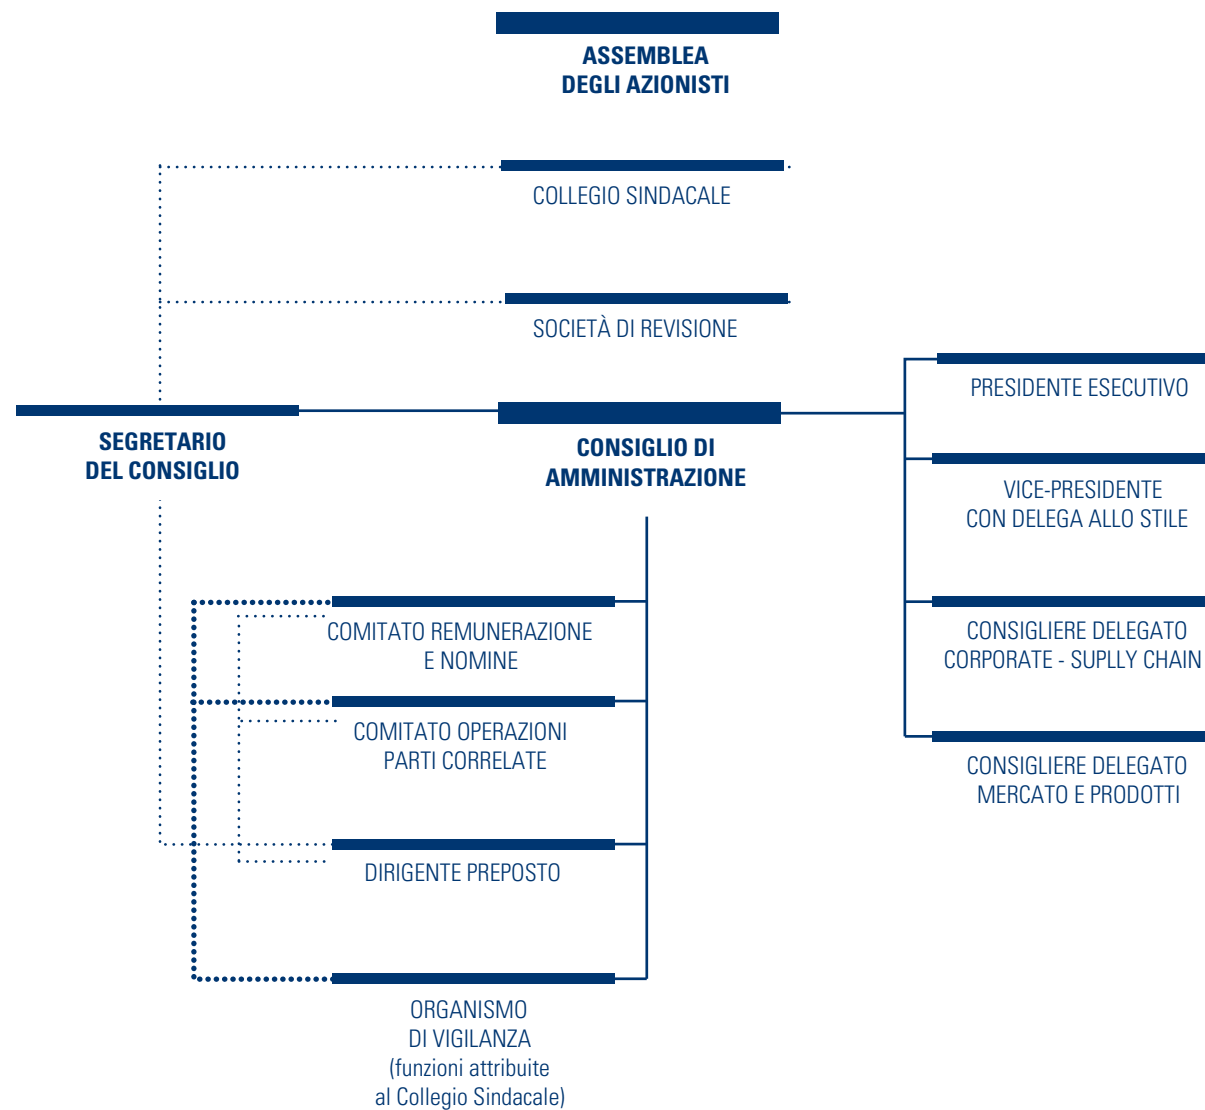 ASSEMBLEA
DEGLI AZIONISTI
COLLEGIO SINDACALE
SOCIETÀ DI REVISIONE
PRESIDENTE ESECUTIVO
SEGRETARIO
DEL CONSIGLIO
CONSIGLIO DI
AMMINISTRAZIONE
VICE-PRESIDENTE
CON DELEGA ALLO STILE
COMITATO REMUNERAZIONE
E NOMINE
CONSIGLIERE DELEGATO
CORPORATE - SUPLLY CHAIN
COMITATO OPERAZIONI
PARTI CORRELATE
CONSIGLIERE DELEGATO
MERCATO E PRODOTTI
DIRIGENTE PREPOSTO
ORGANISMO
DI VIGILANZA
(funzioni attribuite
al Collegio Sindacale)